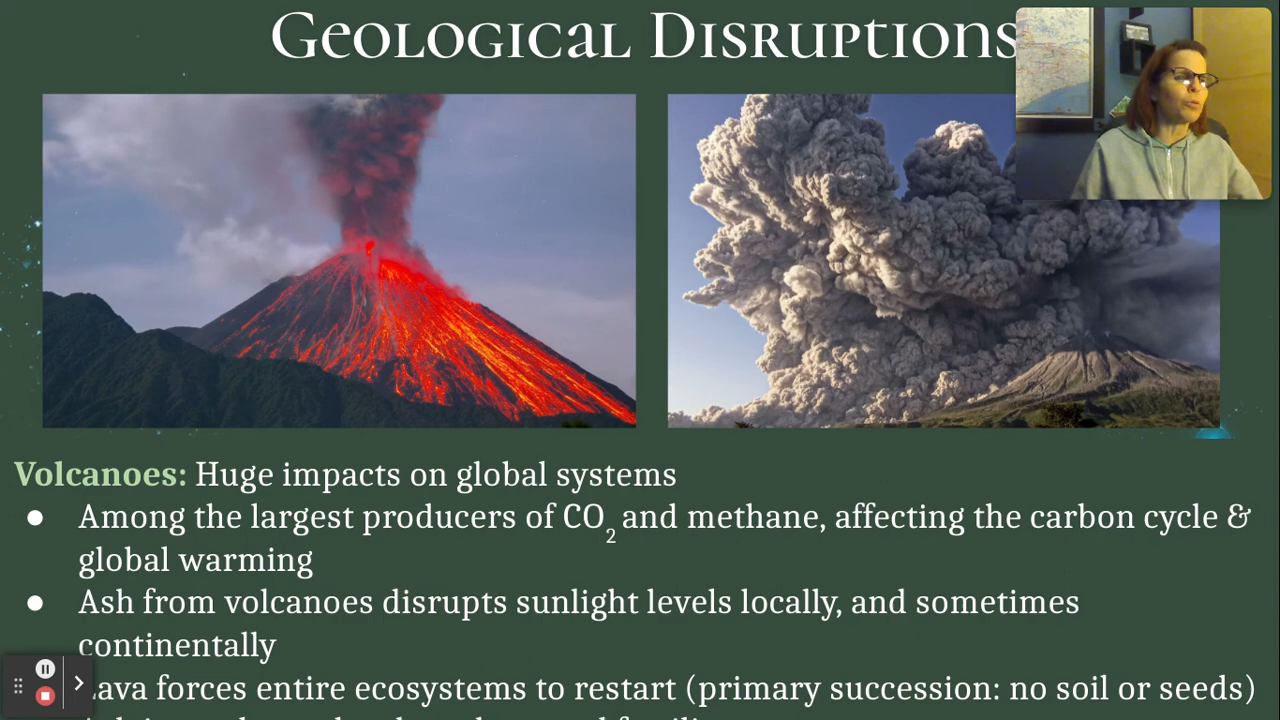 Geological Disruptions
Volcanoes: Huge impacts on global systems
● Among the largest producers of CO2 and methane, affecting the carbon cycle &
global warming
● Ash from volcanoes disrupts sunlight levels locally, and sometimes
continentally
Lava forces entire ecosystems to restart (primary succession: no soil or seeds)